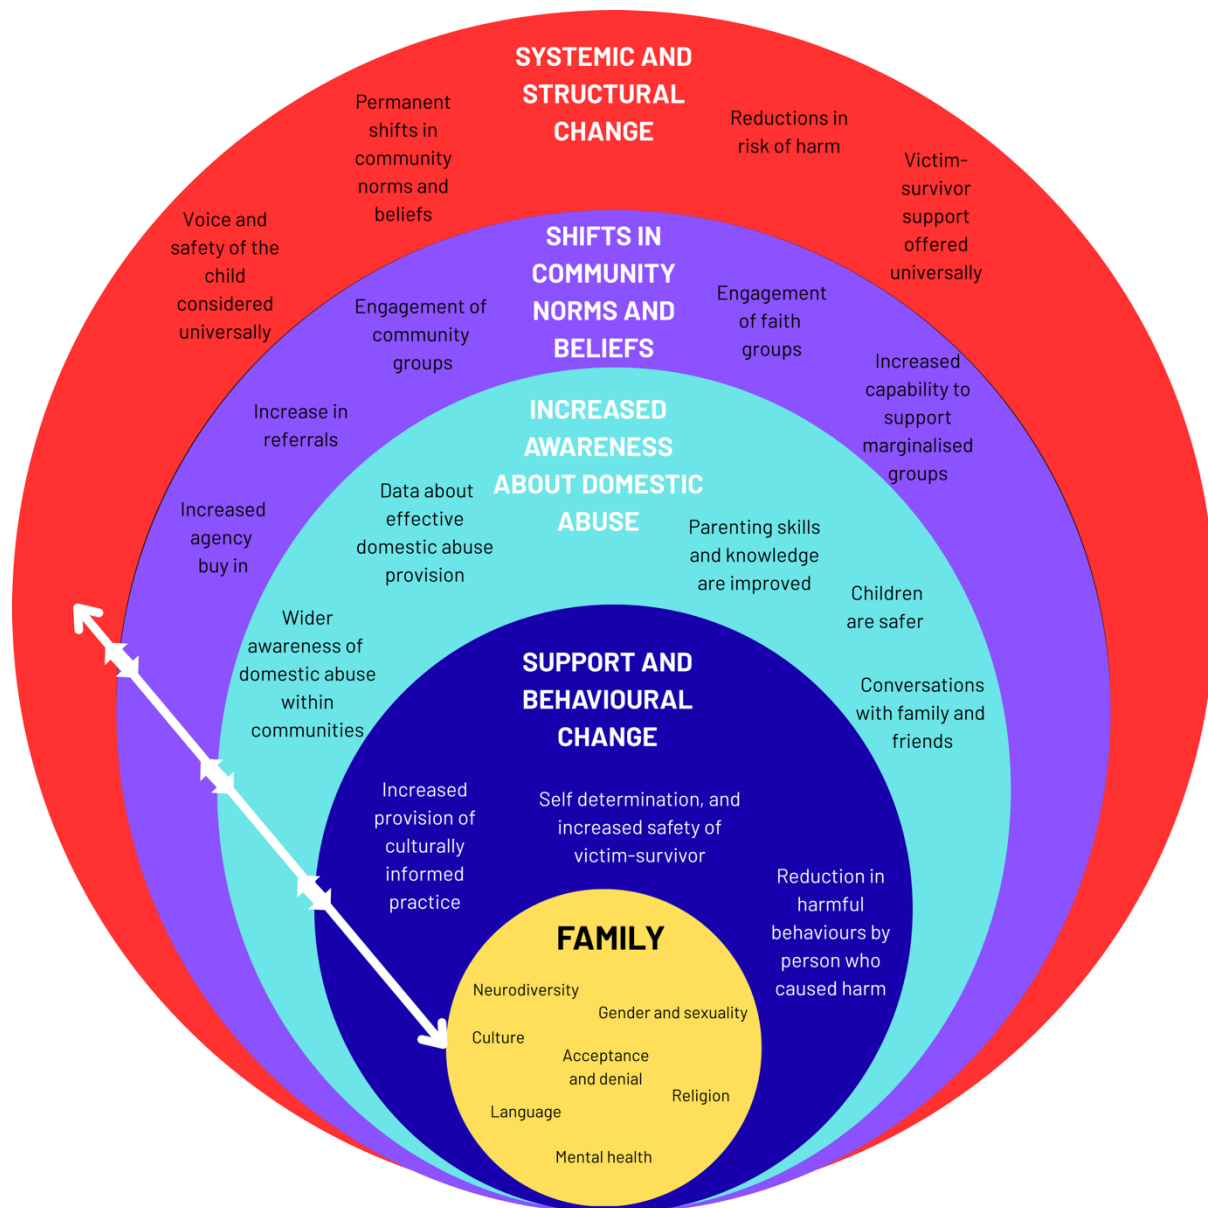 SYSTEMIC AND
STRUCTURAL
CHANGE
Permanent
shifts in
community
norms and
beliefs
Reductions in
risk of harm
Victim-
survivor
support
offered
universally
Voice and
safety of the
child
considered
universally
SHIFTS IN
COMMUNITY
NORMS AND
BELIEFS
Engagement of
community
groups
Engagement
of faith
groups
Increased
capability to
support
marginalised
groups
Increase in
referrals
Increased
agency
buy in
INCREASED
AWARENESS
ABOUT DOMESTIC
ABUSE
Data about
effective
domestic abuse
provision
Parenting skills
and knowledge
are improved
Children
are safer
Wider
awareness of
domestic abuse
within
communities
Conversations
with family and
friends
SUPPORT AND
BEHAVIOURAL
CHANGE
Increased
provision of
culturally
informed
practice
Self determination, and
increased safety of
victim-survivor
Reduction in
harmful
behaviours by
person who
caused harm
FAMILY
Neurodiversity
Gender and sexuality
Culture
Acceptance
and denial
Religion
Language
Mental health